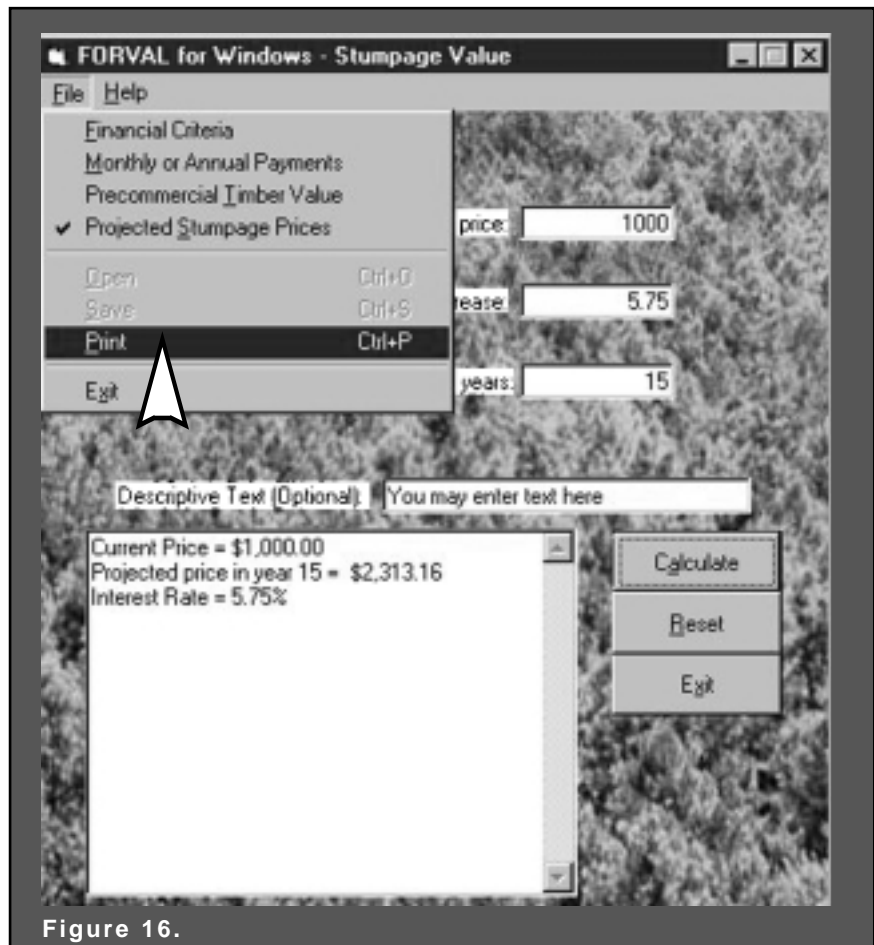 FORVAL for Windows - Stumpage Value
File Help
Financial Criteria
Monthly or Annual Payments
Precommercial Timber Value
✔ Projected Stumpage Prices
Open Ctrl+O
Save Ctrl+S
Print Ctrl+P
Exit
price: 1000
rease: 5.75
years: 15
Descriptive Text (Optional): You may enter text here
Current Price = $1,000.00
Projected price in year 15 = $2,313.16
Interest Rate = 5.75%
Calculate
Reset
Exit
Figure 16.